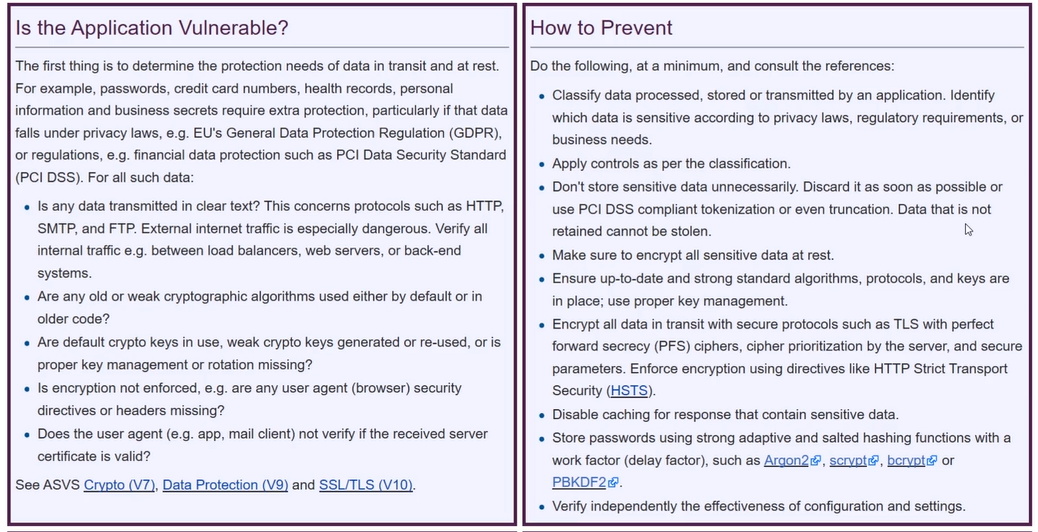 Is the Application Vulnerable?
The first thing is to determine the protection needs of data in transit and at rest.
For example, passwords, credit card numbers, health records, personal
information and business secrets require extra protection, particularly if that data
falls under privacy laws, e.g. EU's General Data Protection Regulation (GDPR),
or regulations, e.g. financial data protection such as PCI Data Security Standard
(PCI DSS). For all such data:
• Is any data transmitted in clear text? This concerns protocols such as HTTP,
SMTP, and FTP. External internet traffic is especially dangerous. Verify all
internal traffic e.g. between load balancers, web servers, or back-end
systems.
• Are any old or weak cryptographic algorithms used either by default or in
older code?
• Are default crypto keys in use, weak crypto keys generated or re-used, or is
proper key management or rotation missing?
• Is encryption not enforced, e.g. are any user agent (browser) security
directives or headers missing?
• Does the user agent (e.g. app, mail client) not verify if the received server
certificate is valid?
See ASVS Crypto (V7), Data Protection (V9) and SSL/TLS (V10).
How to Prevent
Do the following, at a minimum, and consult the references:
• Classify data processed, stored or transmitted by an application. Identify
which data is sensitive according to privacy laws, regulatory requirements, or
business needs.
• Apply controls as per the classification.
• Don't store sensitive data unnecessarily. Discard it as soon as possible or
use PCI DSS compliant tokenization or even truncation. Data that is not
retained cannot be stolen.
• Make sure to encrypt all sensitive data at rest.
• Ensure up-to-date and strong standard algorithms, protocols, and keys are
in place; use proper key management.
• Encrypt all data in transit with secure protocols such as TLS with perfect
forward secrecy (PFS) ciphers, cipher prioritization by the server, and secure
parameters. Enforce encryption using directives like HTTP Strict Transport
Security (HSTS).
• Disable caching for response that contain sensitive data.
• Store passwords using strong adaptive and salted hashing functions with a
work factor (delay factor), such as Argon2, scrypt, bcrypt or
PBKDF2.
• Verify independently the effectiveness of configuration and settings.